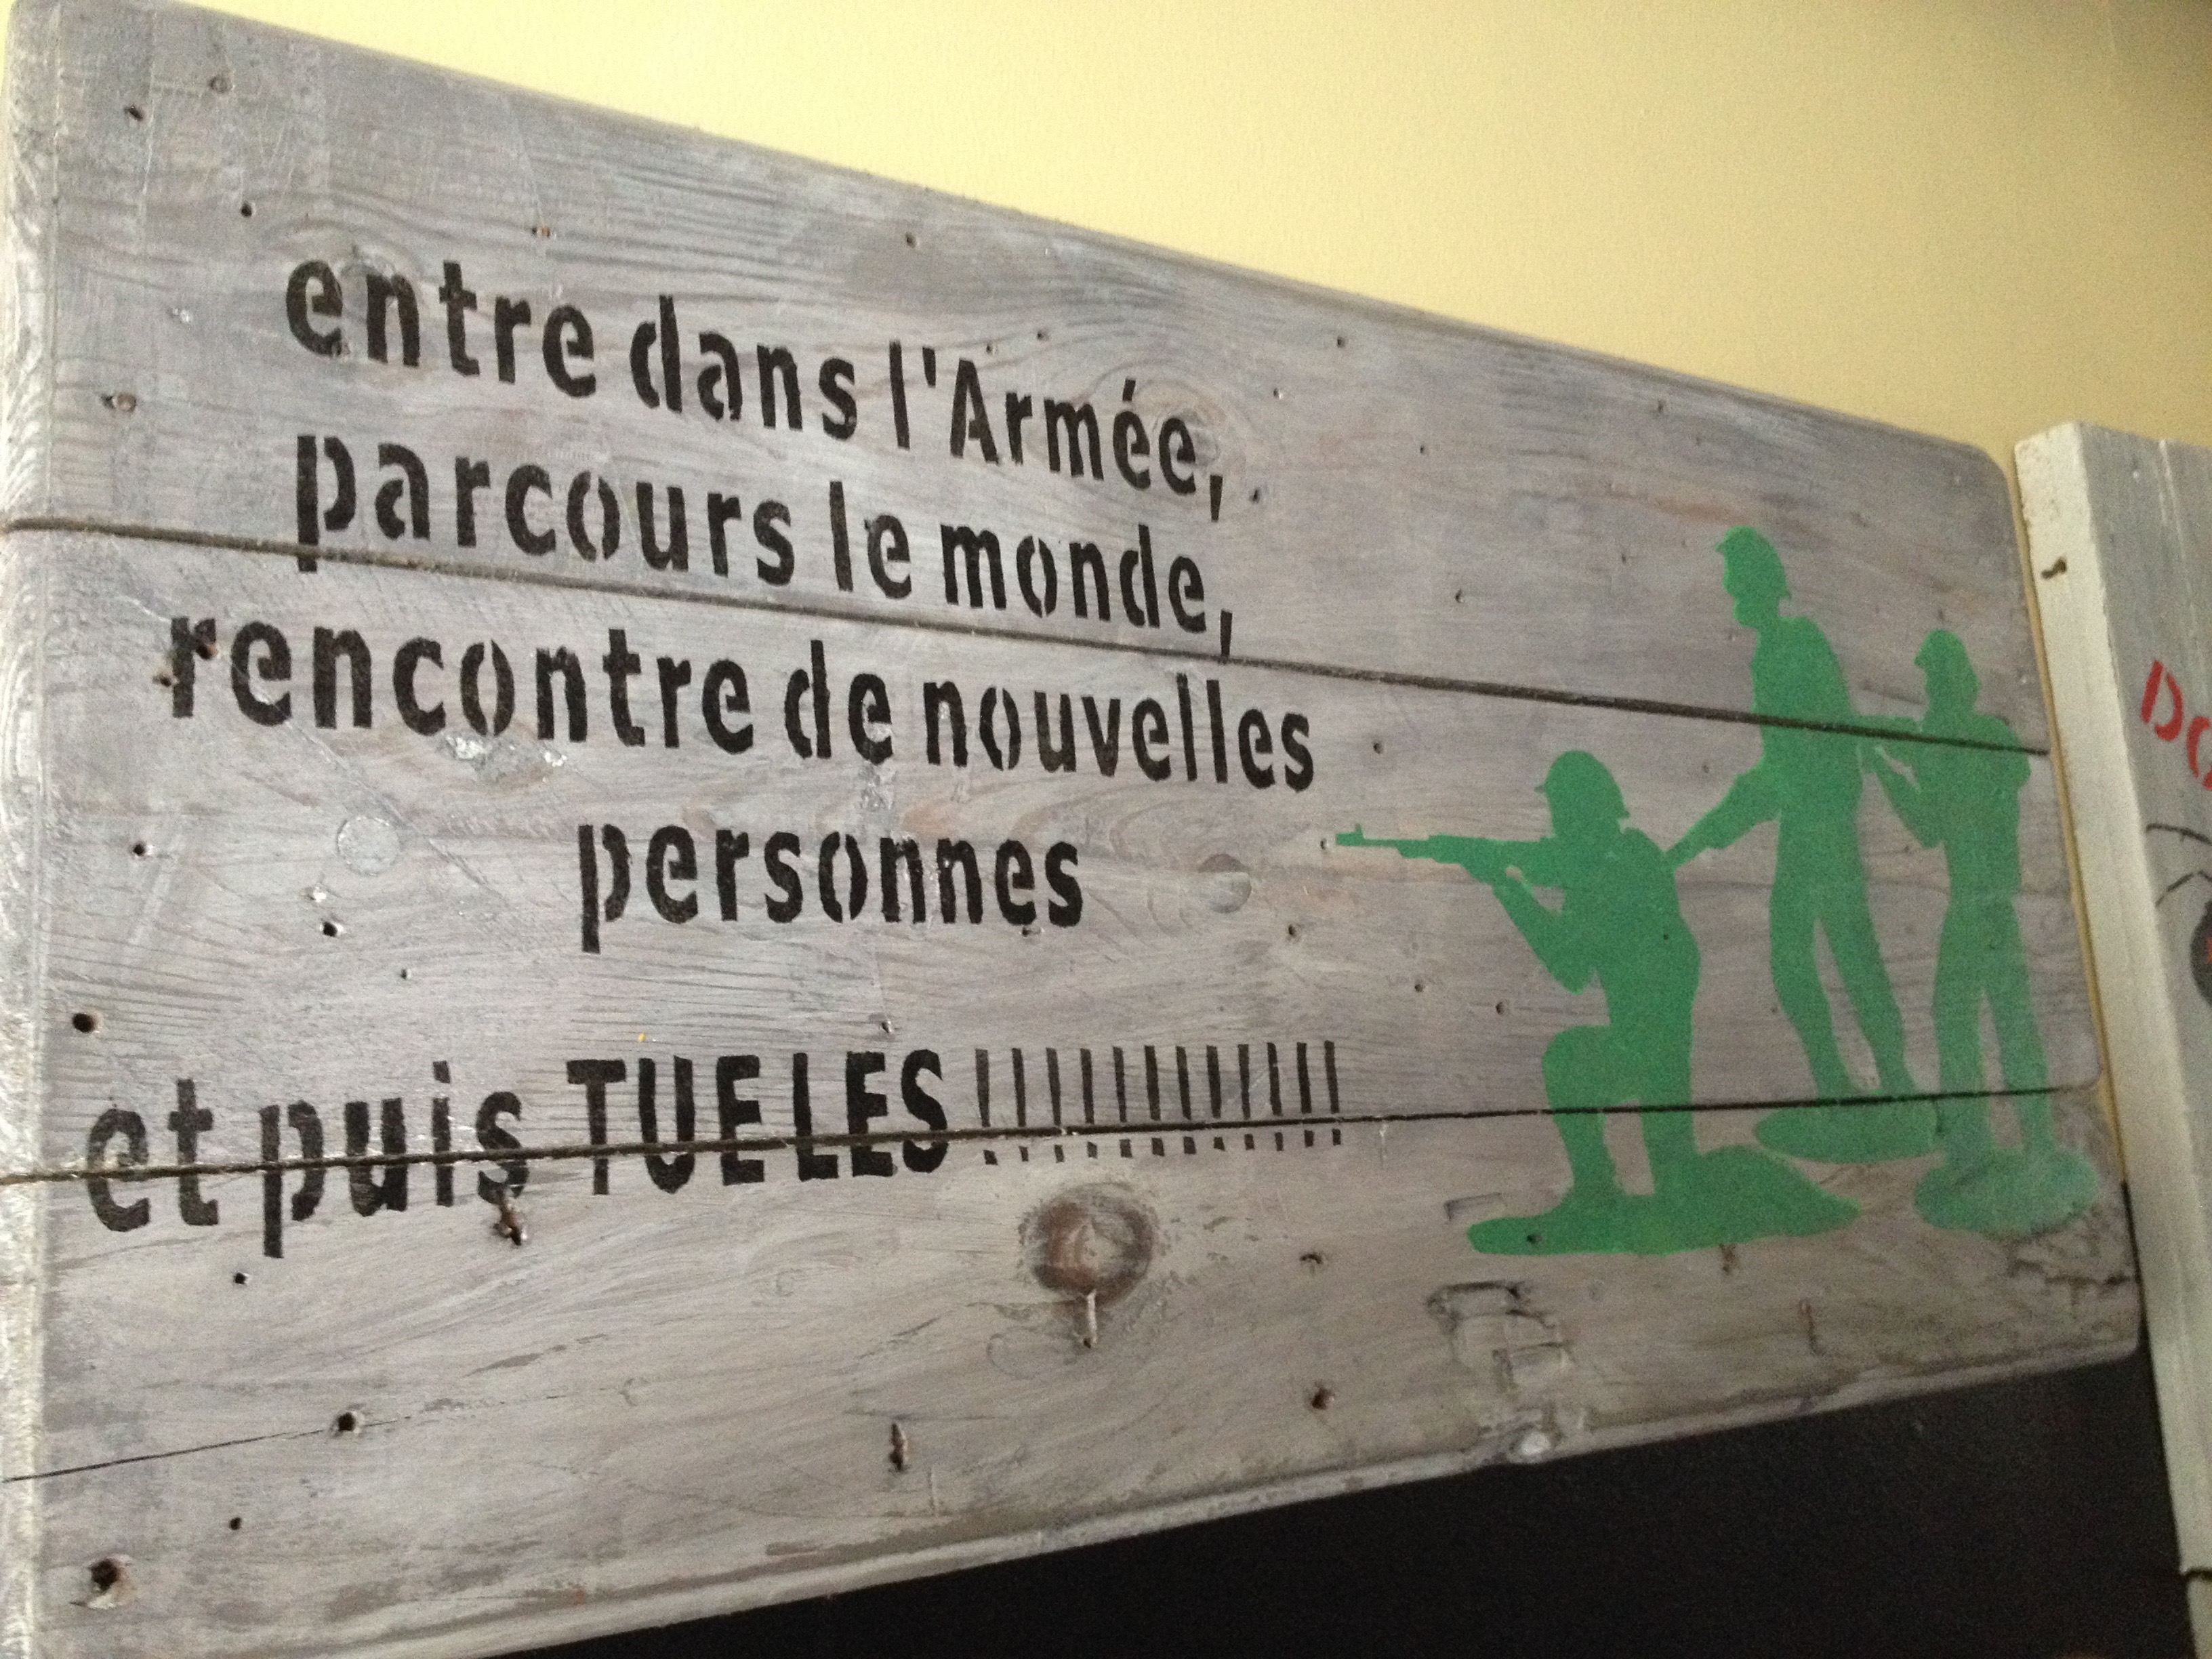 entre dans l'Armée,
parcours le monde,
rencontre de nouvelles
personnes
et puis TUE LES !!!!!!!!!!!!